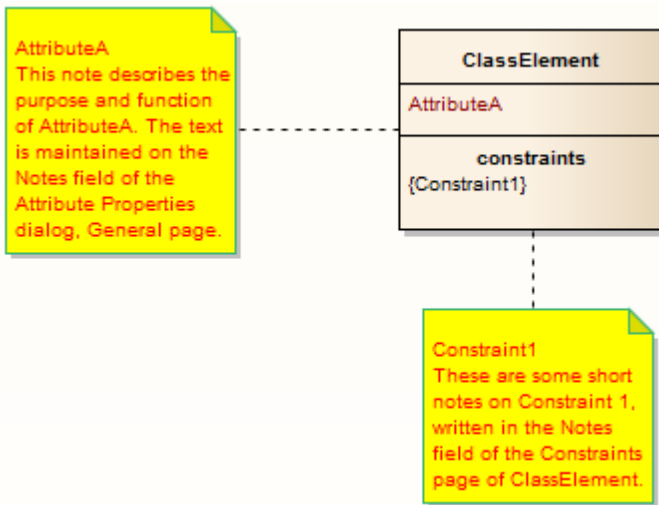 AttributeA
This note describes the
purpose and function
of AttributeA. The text
is maintained on the
Notes field of the
Attribute Properties
dialog, General page.
ClassElement
AttributeA
constraints
{Constraint1}
Constraint1
These are some short
notes on Constraint 1,
written in the Notes
field of the Constraints
page of ClassElement.